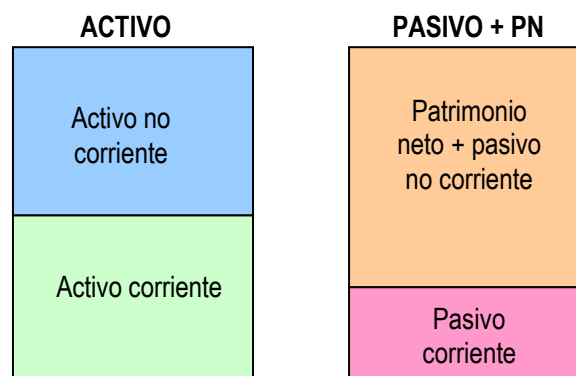 ACTIVO
Activo no
corriente
Activo corriente
PASIVO + PN
Patrimonio
neto + pasivo
no corriente
Pasivo
corriente